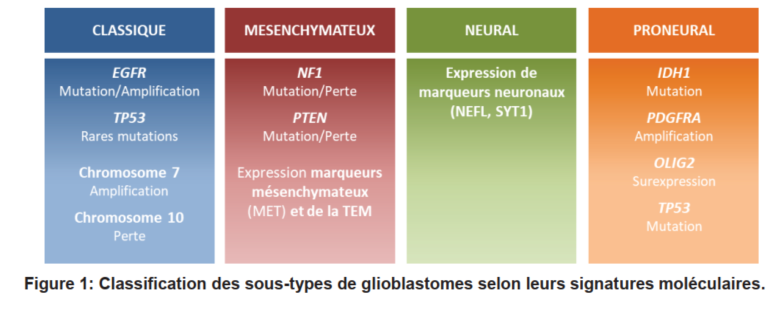 CLASSIQUE
EGFR
Mutation/Amplification
TP53
Rares mutations
Chromosome 7
Amplification
Chromosome 10
Perte
MESENCHYMATEUX
NF1
Mutation/Perte
PTEN
Mutation/Perte
Expression marqueurs
mésenchymateux
(MET) et de la TEM
NEURAL
Expression de
marqueurs neuronaux
(NEFL, SYT1)
PRONEURAL
IDH1
Mutation
PDGFRA
Amplification
OLIG2
Surexpression
TP53
Mutation
Figure 1: Classification des sous-types de glioblastomes selon leurs signatures moléculaires.